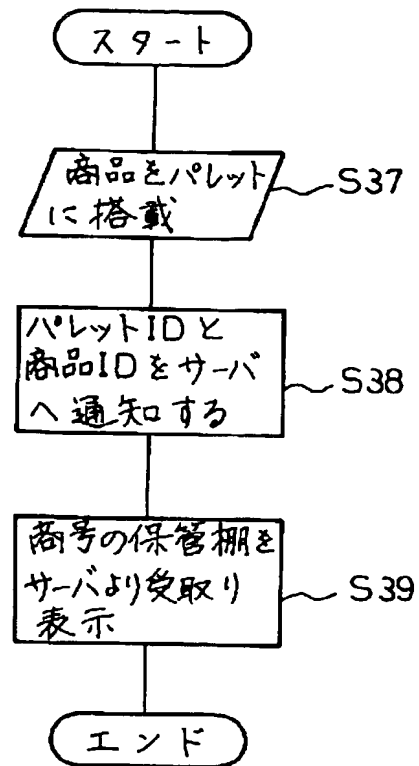 スタート
商品をパレット
に搭載
S37
パレットIDと
商品IDをサーバ
へ通知する
S38
商号の保管棚を
サーバより受取り
表示
S39
エンド